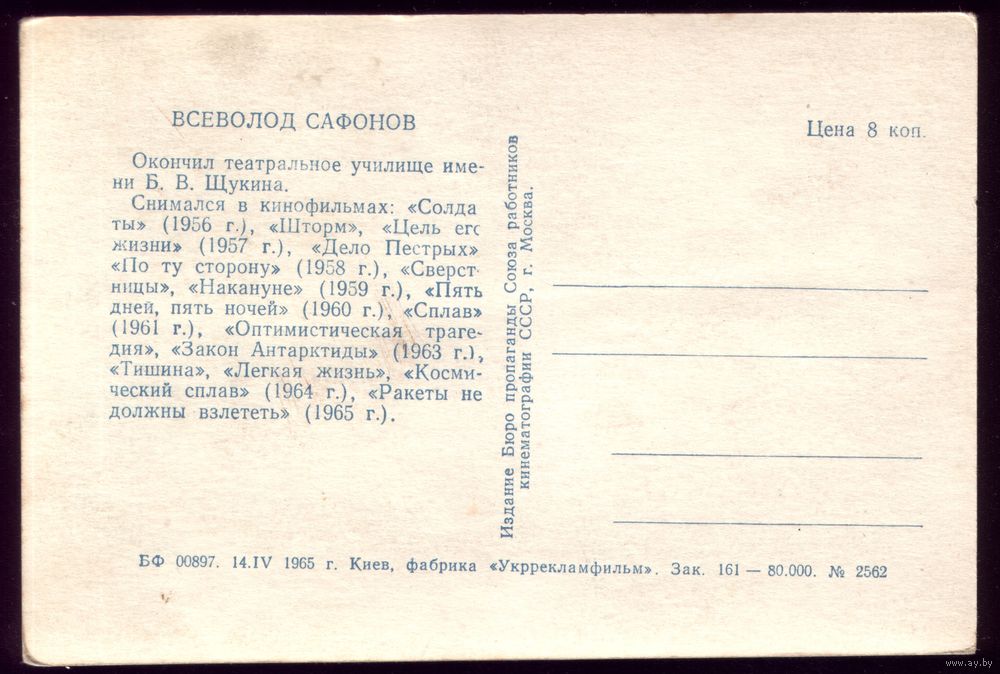 ВСЕВОЛОД САФОНОВ
Окончил театральное училище име-
ни Б. В. Щукина.
Снимался в кинофильмах: «Солда
ты» (1956 г.), «Шторм», «Цель егс
жизни» (1957 г.), «Дело Пестрых»
«По ту сторону» (1958 г.), «Сверст-
ницы», «Накануне» (1959 г.), «Пять
дней, пять ночей» (1960 г.), «Сплав»
(1961 г.), «Оптимистическая траге-
дия», «Закон Антарктиды» (1963 г.),
«Тишина», «Легкая жизнь», «Косми-
ческий сплав» (1964 г.), «Ракеты не
должны взлететь» (1965 г.).
Издание Бюро пропаганды Союза работников
кинематографии СССР, г. Москва.
Цена 8 коп.
БФ 00897. 14.IV 1965 г. Киев, фабрика «Укррекламфильм». Зак. 161 — 80.000. № 2562
www.ay.by